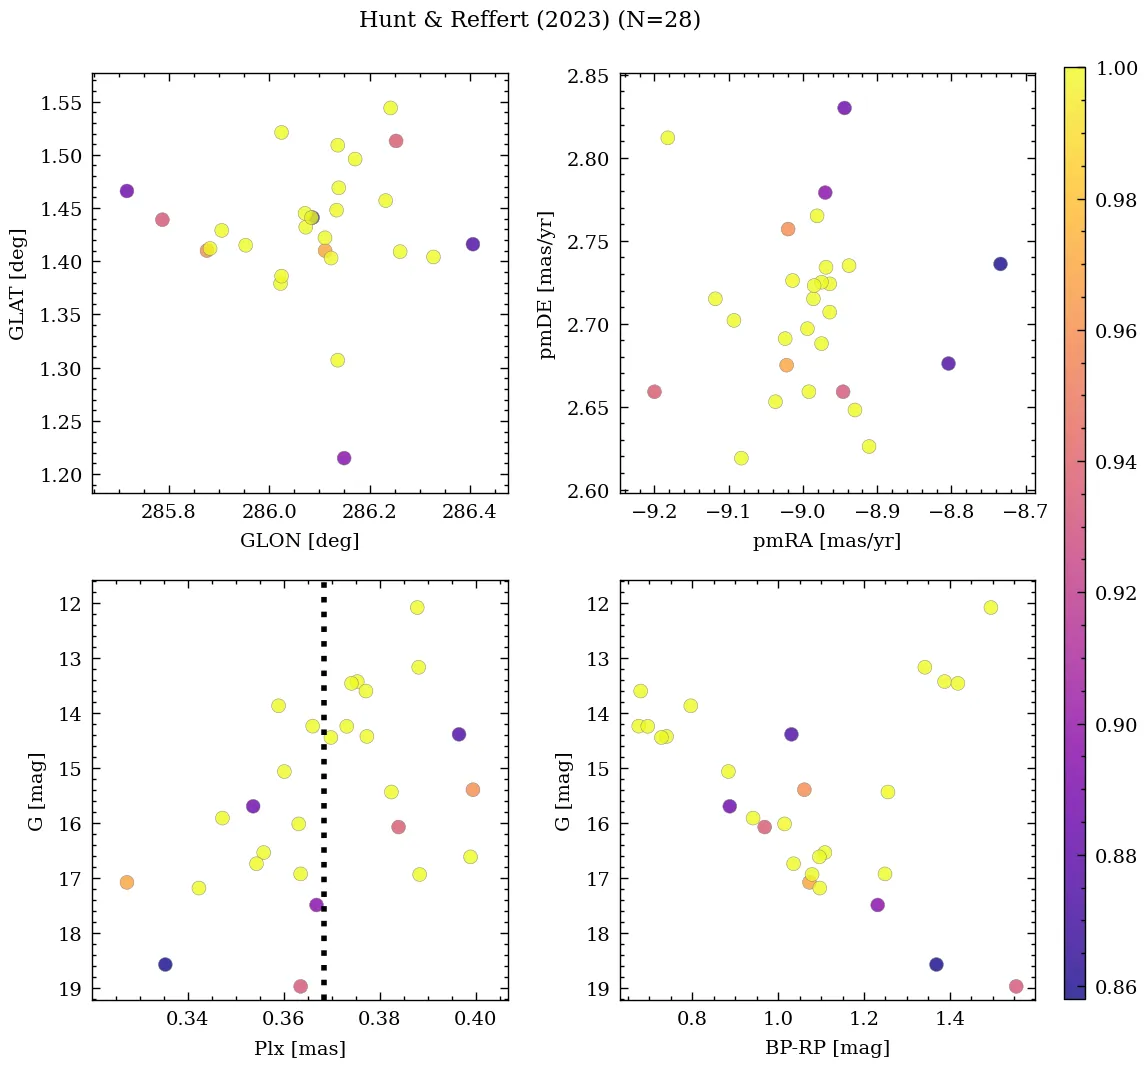 Hunt & Reffert (2023) (N=28)
1.55
1.50
1.45
1.40
1.35
1.30
1.25
1.20
GLAT [deg]
285.8 286.0 286.2 286.4
GLON [deg]
2.85
2.80
2.75
2.70
2.65
2.60
pmDE [mas/yr]
−9.2 −9.1 −9.0 −8.9 −8.8 −8.7
pmRA [mas/yr]
12
13
14
15
16
17
18
19
G [mag]
0.34 0.36 0.38 0.40
Plx [mas]
12
13
14
15
16
17
18
19
G [mag]
0.8 1.0 1.2 1.4
BP-RP [mag]
1.00
0.98
0.96
0.94
0.92
0.90
0.88
0.86